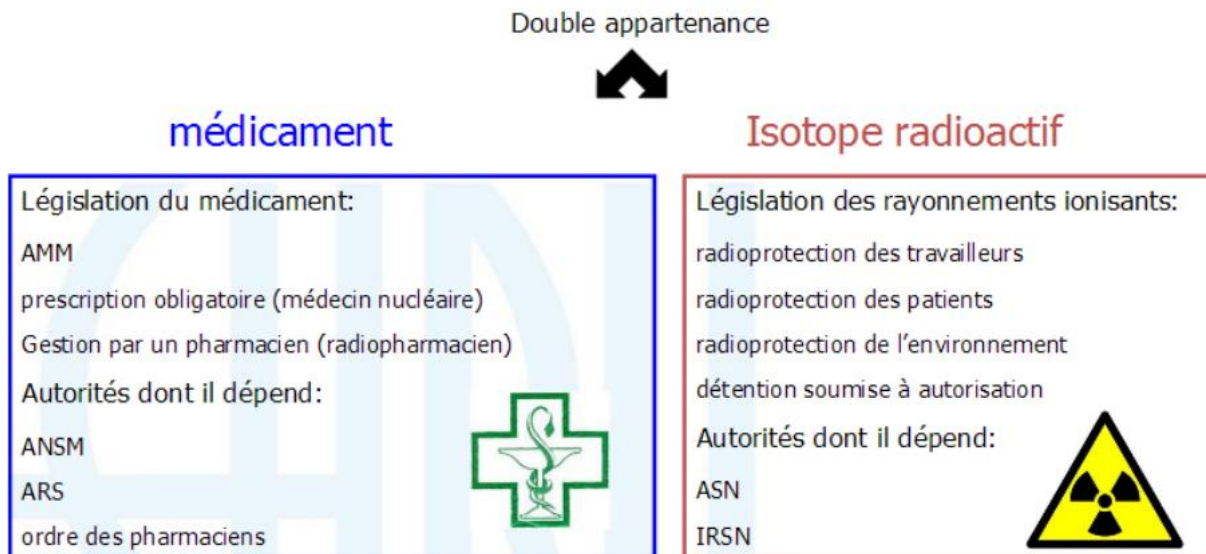 Double appartenance
médicament
Législation du médicament:
AMM
prescription obligatoire (médecin nucléaire)
Gestion par un pharmacien (radiopharmacien)
Autorités dont il dépend:
ANSM
ARS
ordre des pharmaciens
Isotope radioactif
Législation des rayonnements ionisants:
radioprotection des travailleurs
radioprotection des patients
radioprotection de l'environnement
détention soumise à autorisation
Autorités dont il dépend:
ASN
IRSN